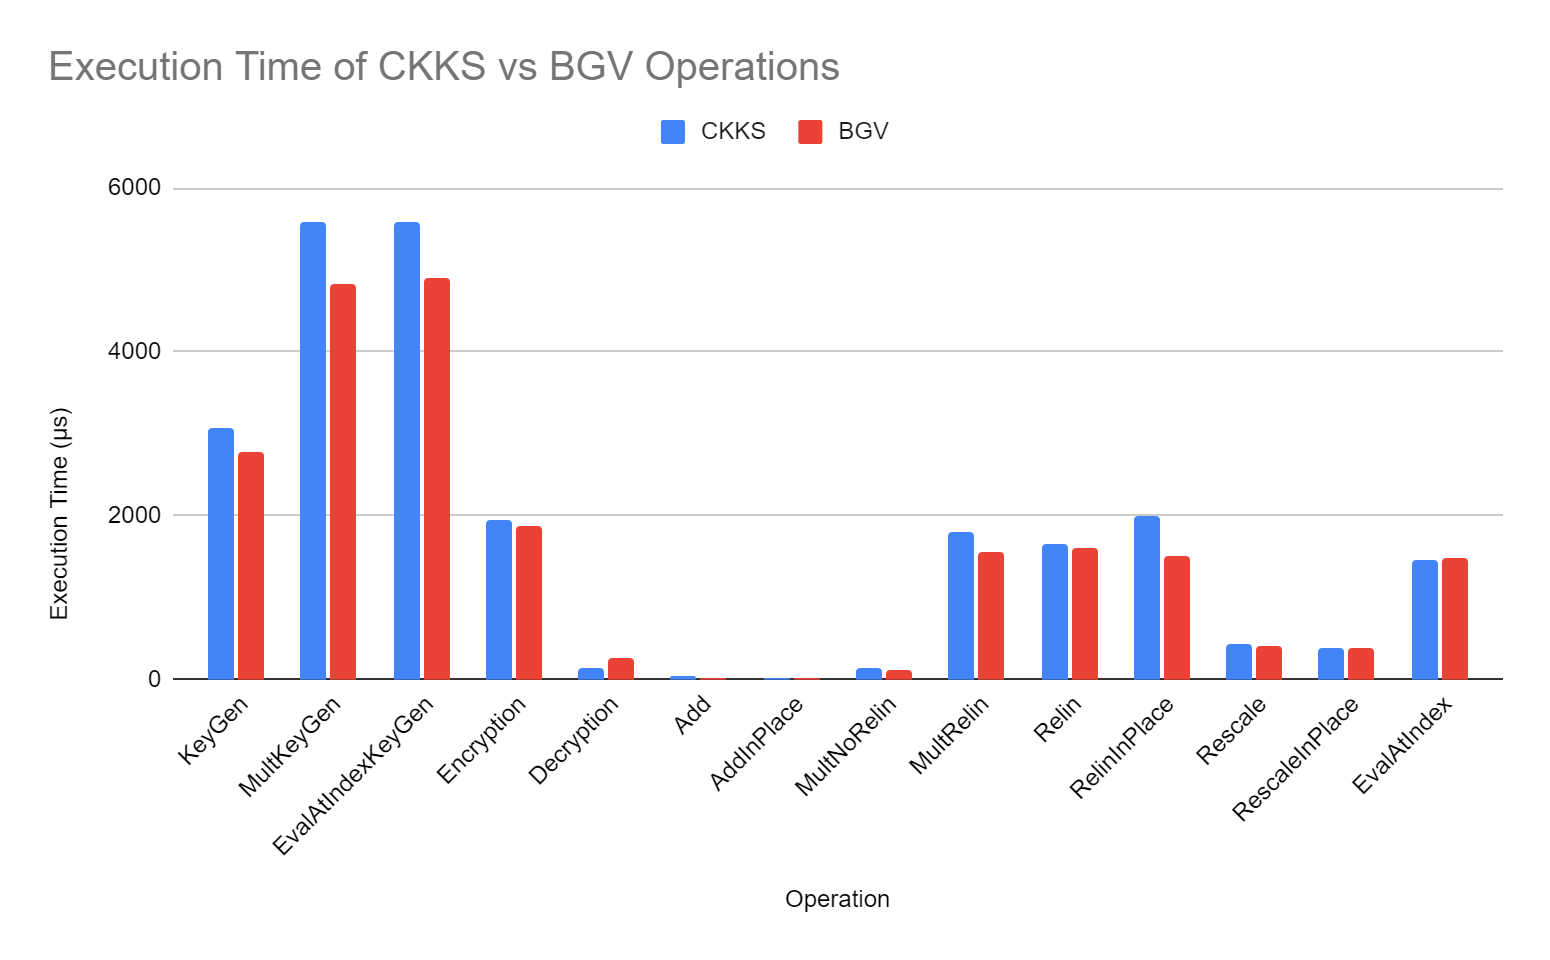 Execution Time of CKKS vs BGV Operations
CKKS
BGV
6000
4000
2000
0
Execution Time (μs)
KeyGen
MultKeyGen
EvalAtIndexKeyGen
Encryption
Decryption
Add
AddInPlace
MultNoRelin
MultRelin
Relin
RelinInPlace
Rescale
RescaleInPlace
EvalAtIndex
Operation